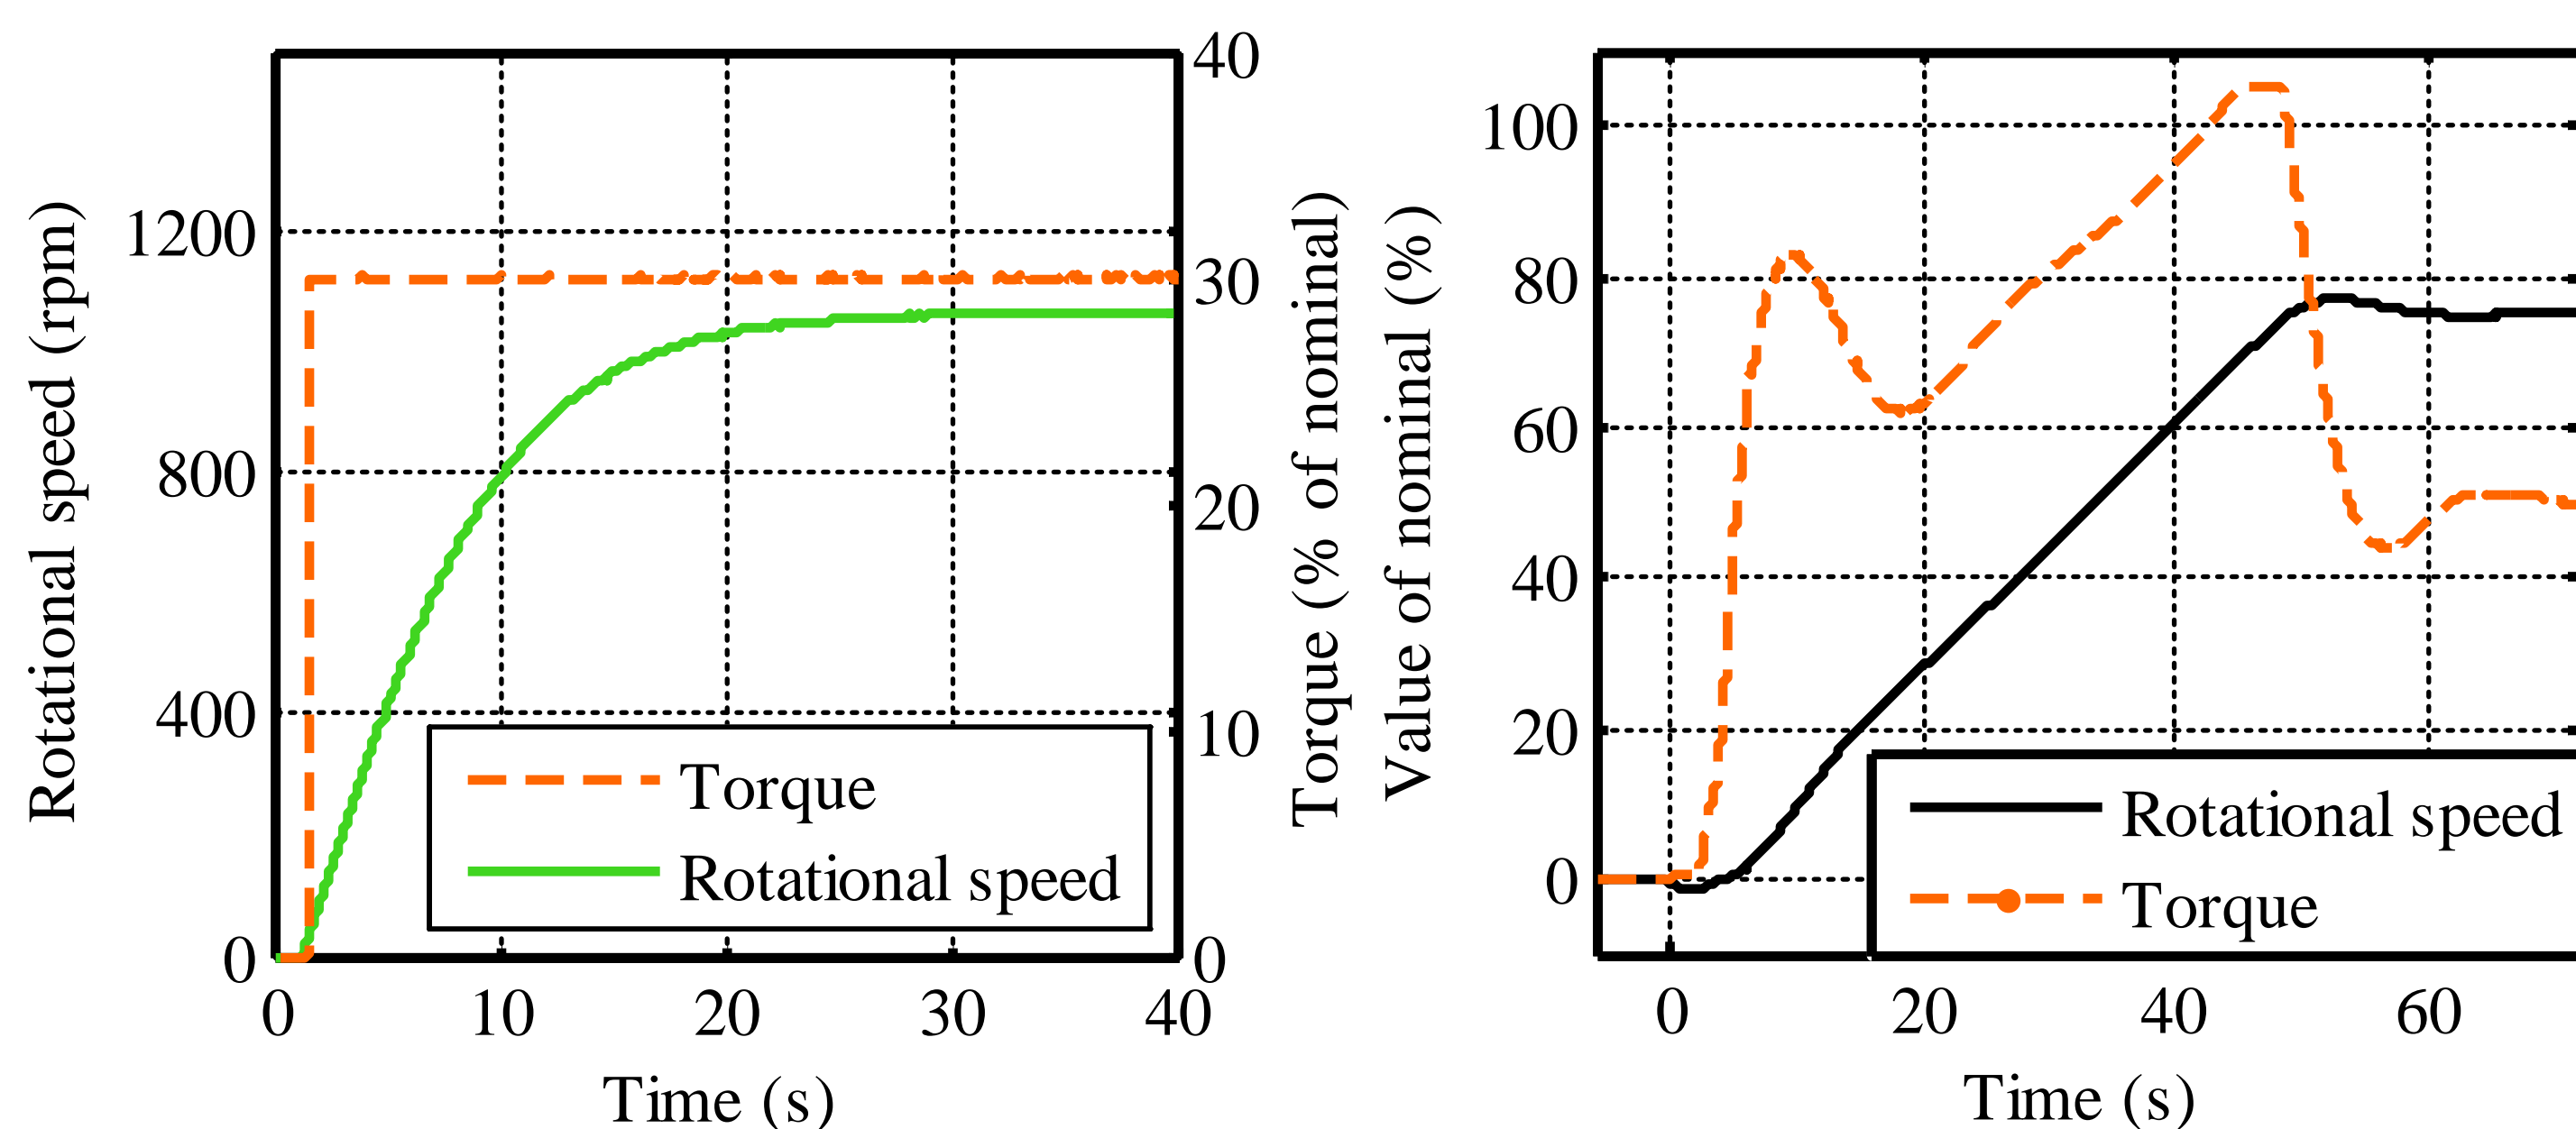 Rotational speed (rpm)
1200
800
400
0
0 10 20 30 40
Time (s)
40
30
20
10
0
Torque (% of nominal)
Torque
Rotational speed
Value of nominal (%)
100
80
60
40
20
0
0 20 40 60
Time (s)
Rotational speed
Torque